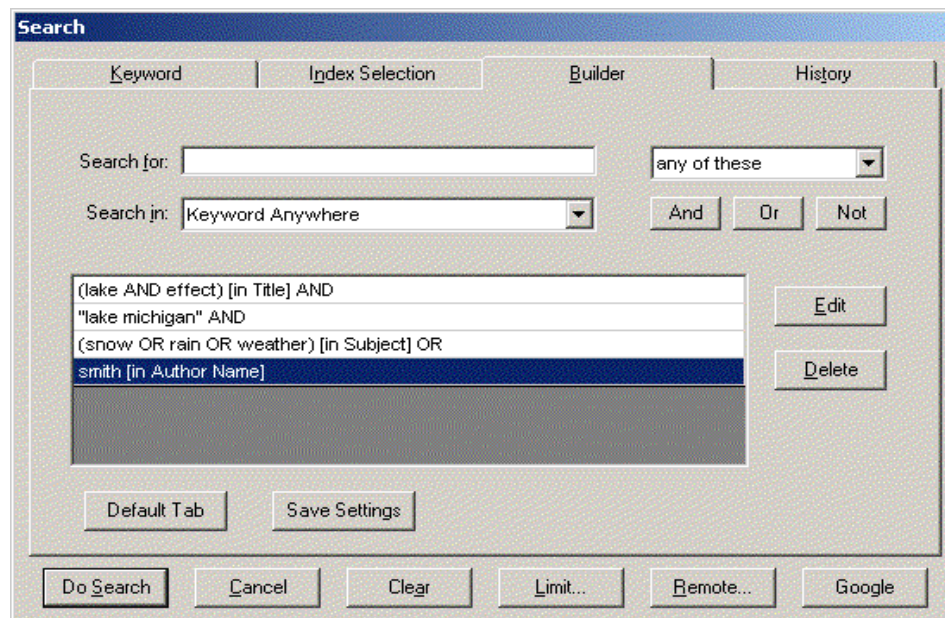 Search
Keyword Index Selection Builder History
Search for: any of these
Search in: Keyword Anywhere And Or Not
(lake AND effect) [in Title] AND
"lake michigan" AND
(snow OR rain OR weather) [in Subject] OR
smith [in Author Name]
Edit
Delete
Default Tab Save Settings
Do Search Cancel Clear Limit... Remote... Google